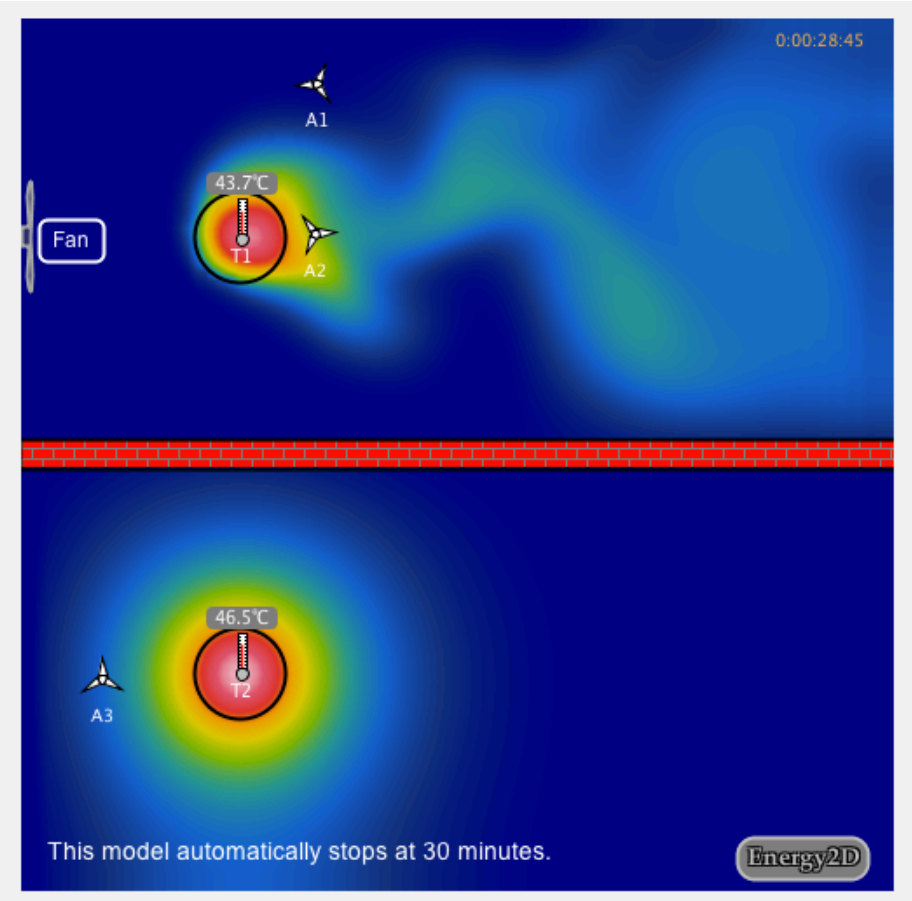 0:00:28:45
A1
43.7°C
Fan
T1
A2
46.5°C
T2
A3
This model automatically stops at 30 minutes.
Energy2D